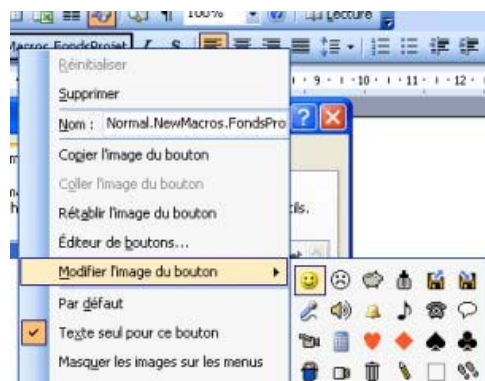 100%
Lecture
Macros.FondsProjet
I S
9 · 10 · 11 · 12
Réinitialiser
Supprimer
Nom : Normal.NewMacros.FondsPro
Copier l'image du bouton
Coller l'image du bouton
Rétablir l'image du bouton
ils.
Éditeur de boutons...
Modifier l'image du bouton
Par défaut
Texte seul pour ce bouton
Masquer les images sur les menus